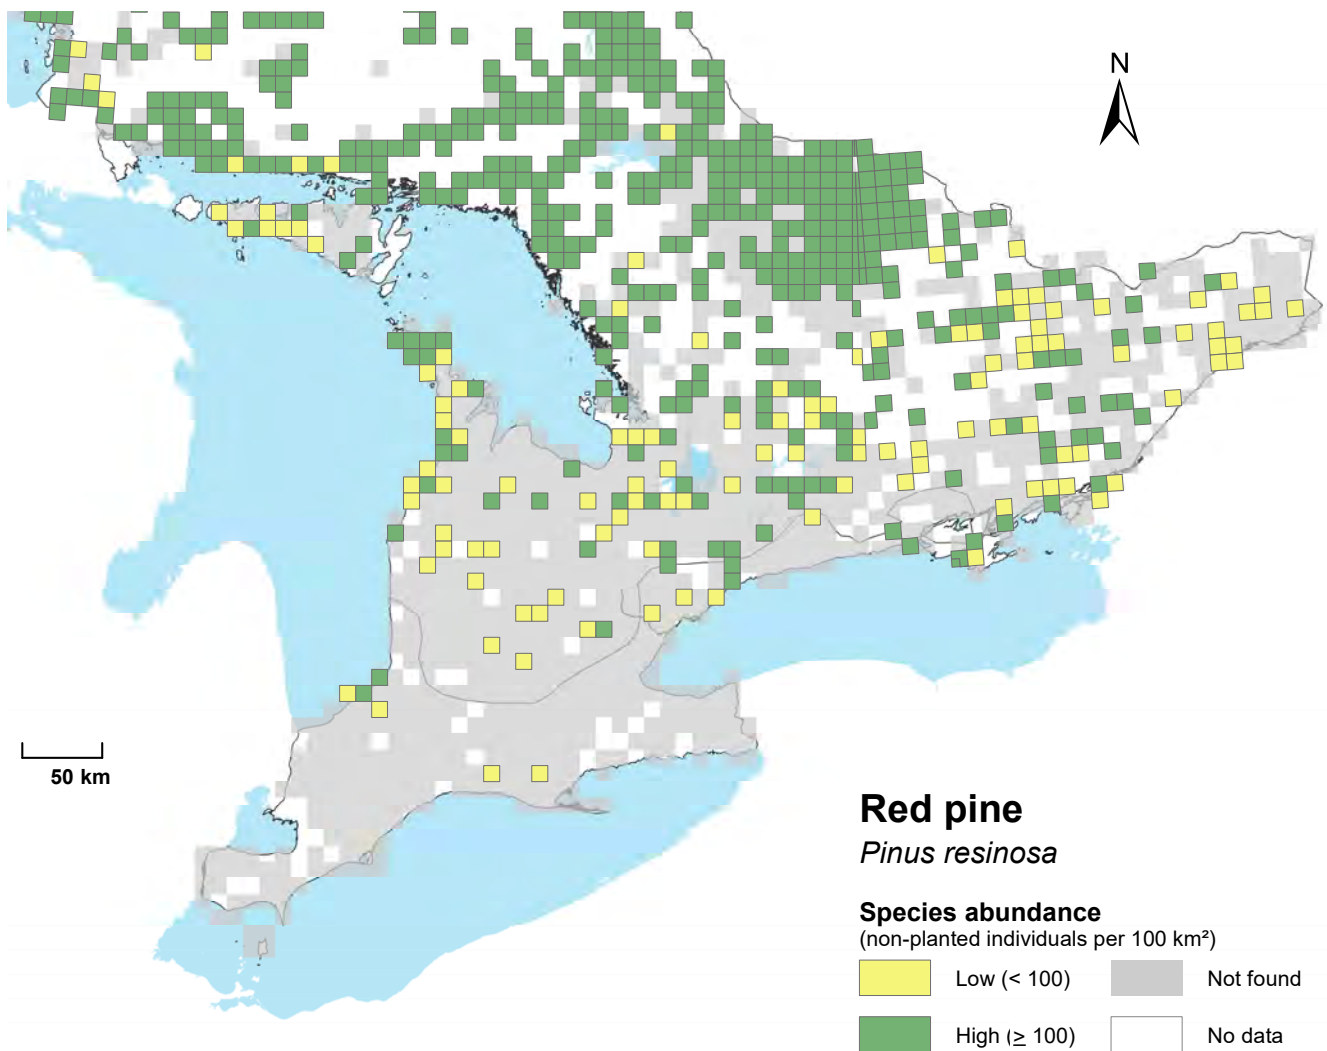 N
50 km
Red pine
Pinus resinosa
Species abundance
(non-planted individuals per 100 km²)
Low (< 100)
Not found
High (≥ 100)
No data